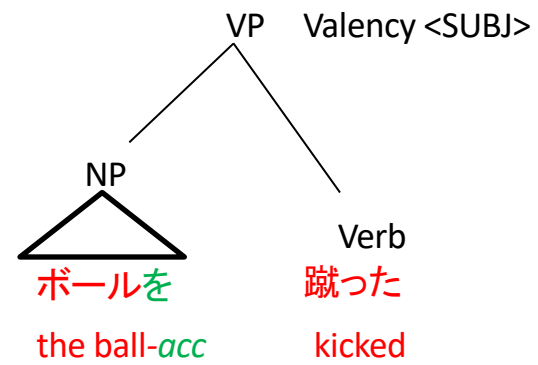 VP Valency <SUBJ>
NP
Verb
ボールを 蹴った
the ball-acc kicked